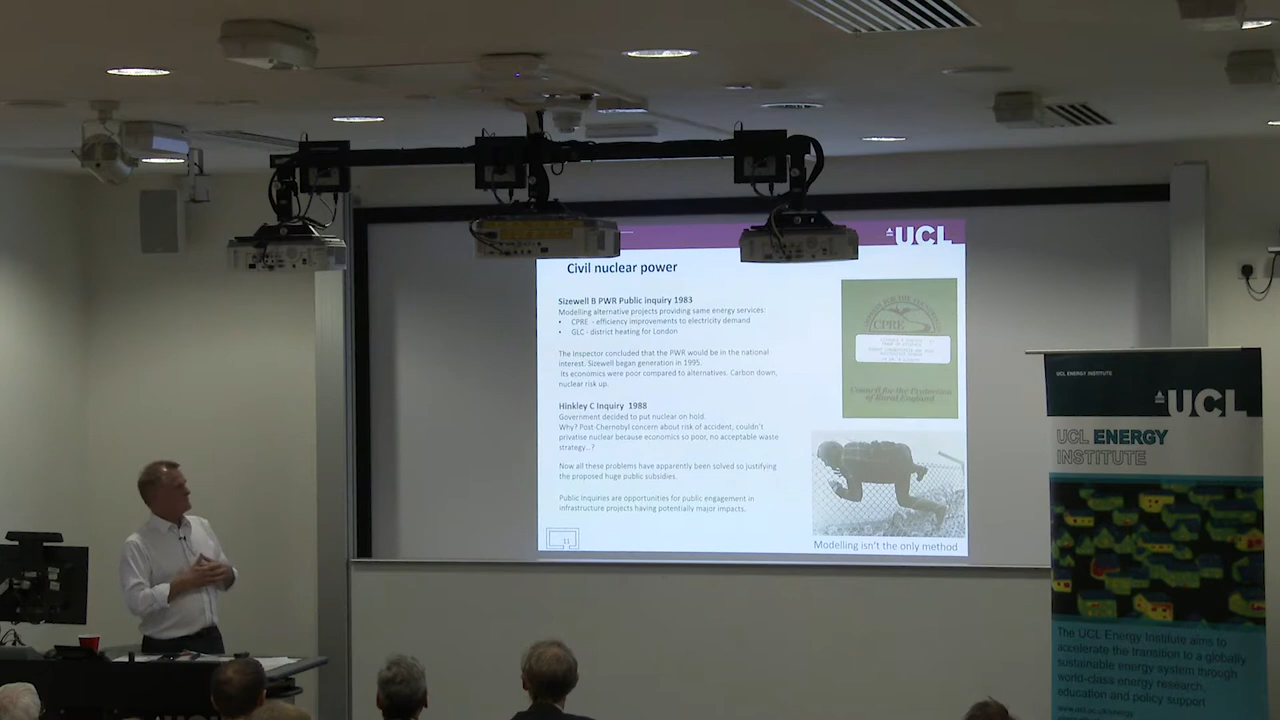 UCL
Civil nuclear power
Sizewell B PWR Public inquiry 1983
Modelling alternative projects providing same energy services:
• CPRE - efficiency improvements to electricity demand
• GLC - district heating for London
The Inspector concluded that the PWR would be in the national
interest. Sizewell began generation in 1995.
Its economics were poor compared to alternatives. Carbon down,
nuclear risk up.
Hinkley C Inquiry 1988
Government decided to put nuclear on hold.
Why? Post-Chernobyl concern about risk of accident, couldn't
privatise nuclear because economics so poor, no acceptable waste
strategy..?
Now all these problems have apparently been solved so justifying
the proposed huge public subsidies.
Public Inquiries are opportunities for public engagement in
infrastructure projects having potentially major impacts.
11
CPRE
Council for the Protection
of Rural England
Modelling isn't the only method
UCL ENERGY INSTITUTE
UCL
UCL ENERGY
INSTITUTE
The UCL Energy Institute aims to
accelerate the transition to a globally
sustainable energy system through
world-class energy research,
education and policy support
www.ucl.ac.uk/energy
UCL